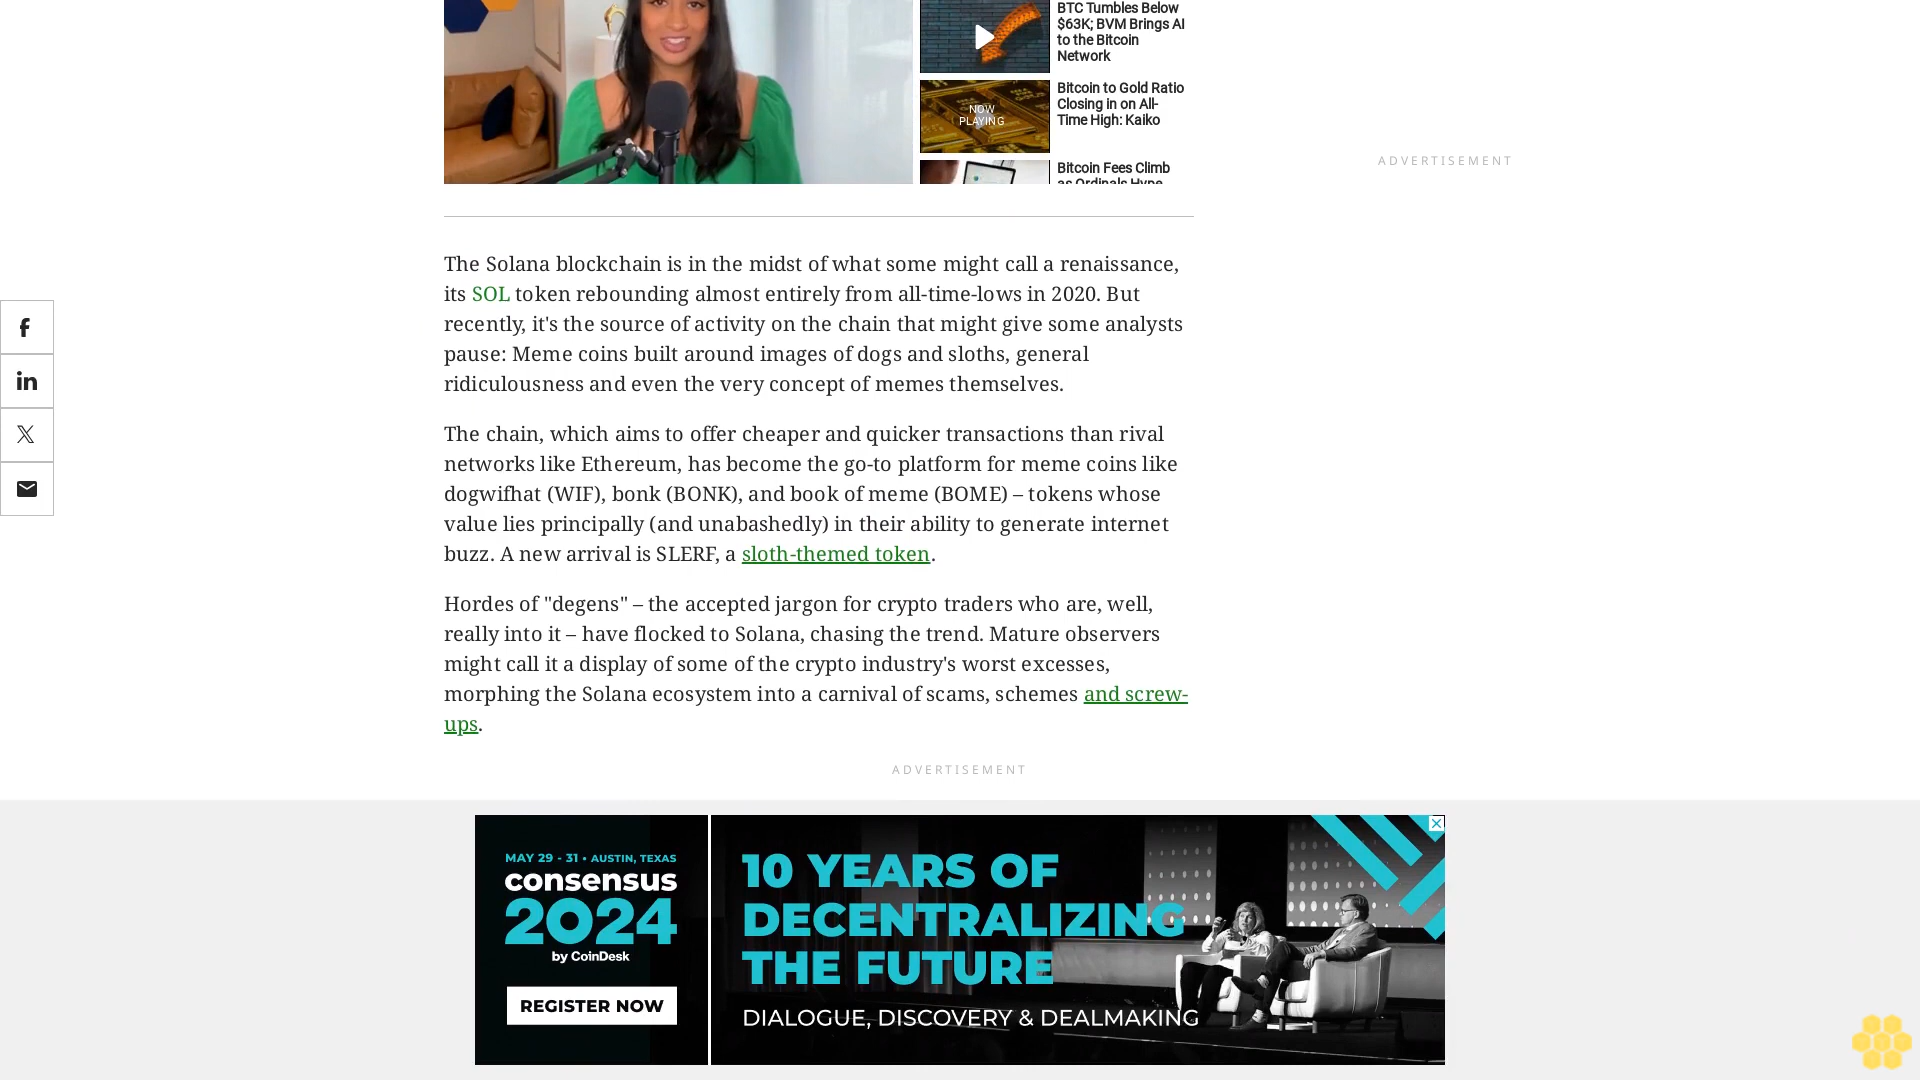 BTC Tumbles Below
$63K; BVM Brings AI
to the Bitcoin
Network
NOW
PLAYING
Bitcoin to Gold Ratio
Closing in on All-
Time High: Kaiko
Bitcoin Fees Climb
as Ordinals Hype
ADVERTISEMENT
The Solana blockchain is in the midst of what some might call a renaissance,
its SOL token rebounding almost entirely from all-time-lows in 2020. But
recently, it's the source of activity on the chain that might give some analysts
pause: Meme coins built around images of dogs and sloths, general
ridiculousness and even the very concept of memes themselves.
The chain, which aims to offer cheaper and quicker transactions than rival
networks like Ethereum, has become the go-to platform for meme coins like
dogwifhat (WIF), bonk (BONK), and book of meme (BOME) – tokens whose
value lies principally (and unabashedly) in their ability to generate internet
buzz. A new arrival is SLERF, a sloth-themed token.
Hordes of "degens" – the accepted jargon for crypto traders who are, well,
really into it – have flocked to Solana, chasing the trend. Mature observers
might call it a display of some of the crypto industry's worst excesses,
morphing the Solana ecosystem into a carnival of scams, schemes and screw-
ups.
ADVERTISEMENT
MAY 29 - 31 • AUSTIN, TEXAS
consensus
2024
by CoinDesk
REGISTER NOW
10 YEARS OF
DECENTRALIZING
THE FUTURE
DIALOGUE, DISCOVERY & DEALMAKING